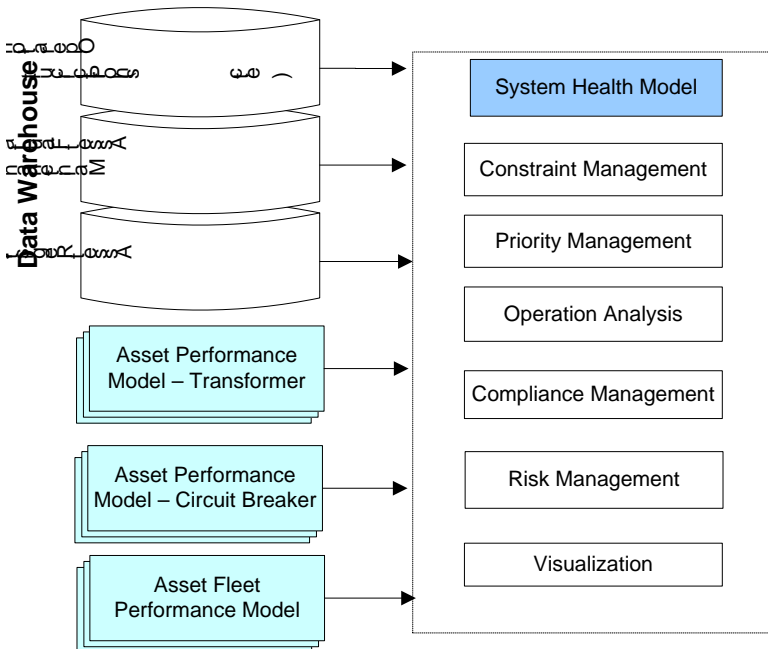 Data Warehouse
System Health Model
Constraint Management
Priority Management
Operation Analysis
Compliance Management
Risk Management
Visualization
Asset Performance
Model – Transformer
Asset Performance
Model – Circuit Breaker
Asset Fleet
Performance Model